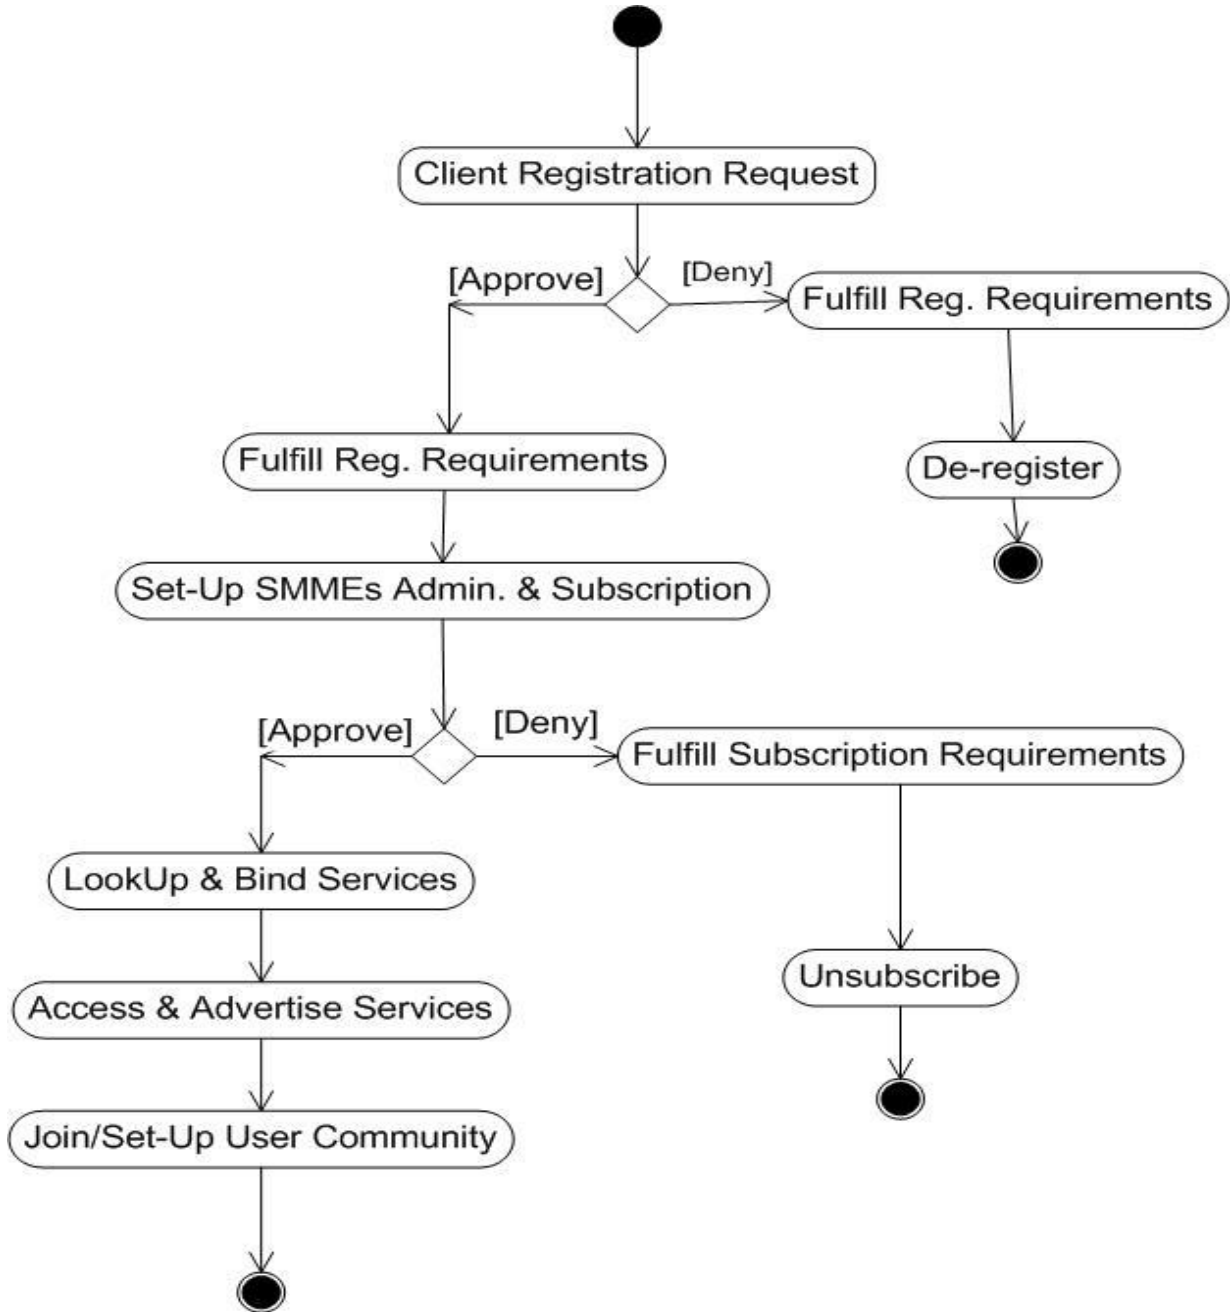 Client Registration Request
[Approve]
[Deny]
Fulfill Reg. Requirements
Fulfill Reg. Requirements
De-register
Set-Up SMMEs Admin. & Subscription
[Approve]
[Deny]
Fulfill Subscription Requirements
LookUp & Bind Services
Unsubscribe
Access & Advertise Services
Join/Set-Up User Community